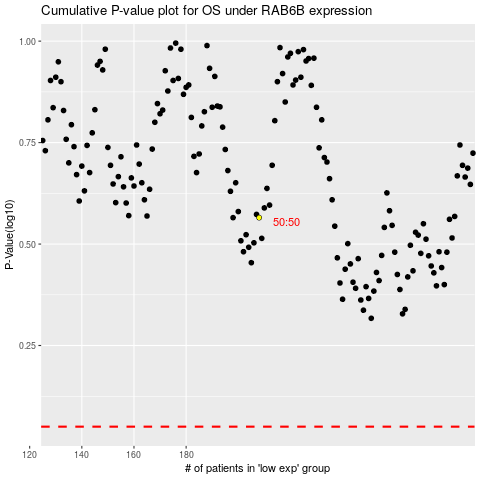 Cumulative P-value plot for OS under RAB6B expression
P-Value(log10)
1.00
0.75
0.50
0.25
50:50
120 140 160 180
# of patients in 'low exp' group